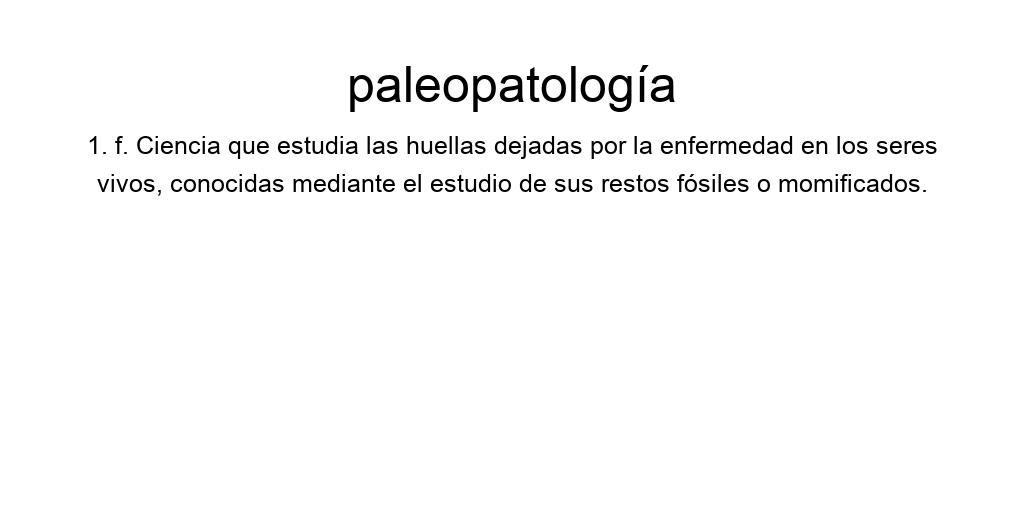 paleopatología
1. f. Ciencia que estudia las huellas dejadas por la enfermedad en los seres
vivos, conocidas mediante el estudio de sus restos fósiles o momificados.